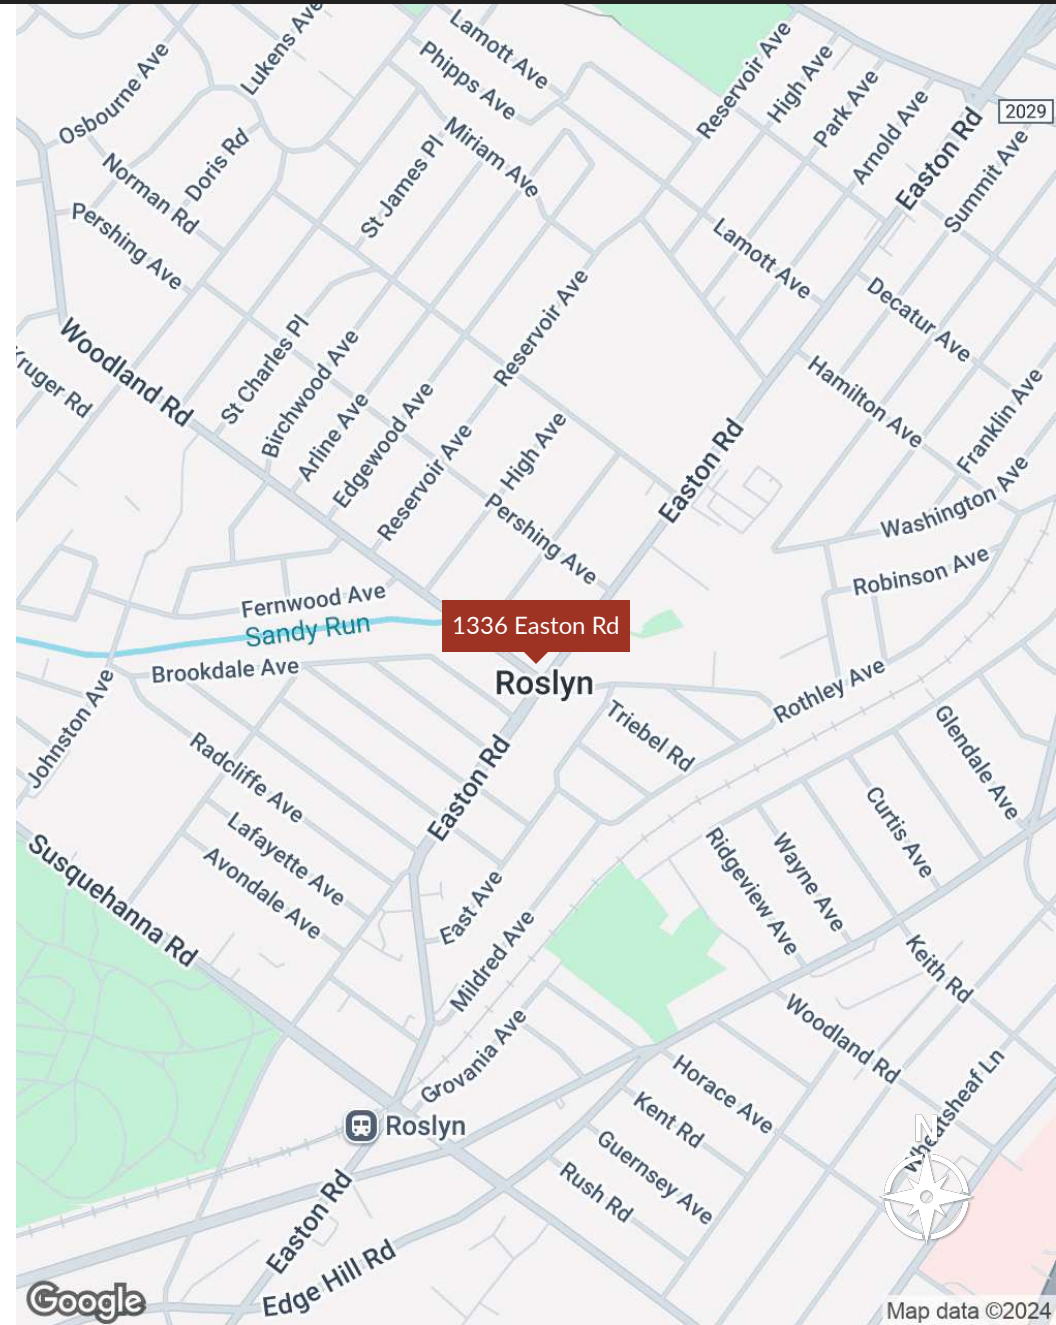 Lukens Ave
Lamott Ave
Osbourne Ave
Phipps Ave
Reservoir Ave
High Ave
Park Ave
Arnold Ave
2029
Easton Rd
Summit Ave
Miriam Ave
Doris Rd
Norman Rd
St James Pl
Pershing Ave
Lamott Ave
Decatur Ave
Reservoir Ave
Woodland Rd
Kruger Rd
St Charles Pl
Birchwood Ave
Arline Ave
Edgewood Ave
Reservoir Ave
High Ave
Hamilton Ave
Franklin Ave
Easton Rd
Washington Ave
Pershing Ave
Robinson Ave
Fernwood Ave
Sandy Run
1336 Easton Rd
Brookdale Ave
Roslyn
Rothley Ave
Johnston Ave
Triebel Rd
Glendale Ave
Radcliffe Ave
Easton Rd
Curtis Ave
Lafayette Ave
Avondale Ave
Ridgeview Ave
Wayne Ave
Susquehanna Rd
East Ave
Mildred Ave
Keith Rd
Woodland Rd
Grovania Ave
Horace Ave
Wheatsheaf Ln
Kent Rd
Roslyn
N
Guernsey Ave
Rush Rd
Easton Rd
Edge Hill Rd
Google
Map data ©2024